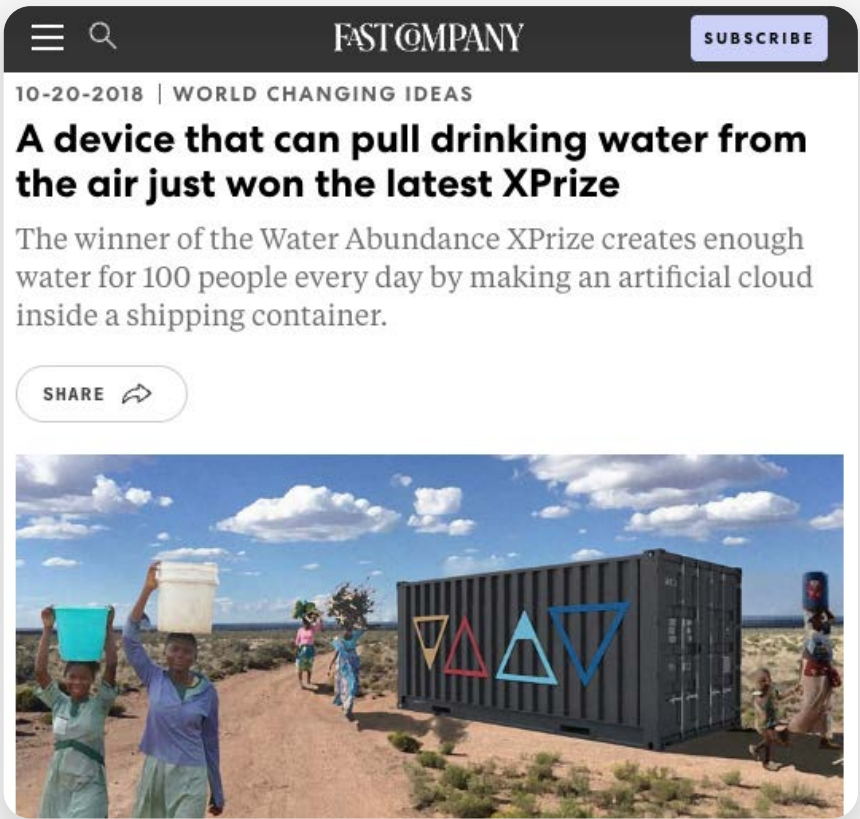 FAST COMPANY
SUBSCRIBE
10-20-2018 | WORLD CHANGING IDEAS
A device that can pull drinking water from
the air just won the latest XPrize
The winner of the Water Abundance XPrize creates enough
water for 100 people every day by making an artificial cloud
inside a shipping container.
SHARE